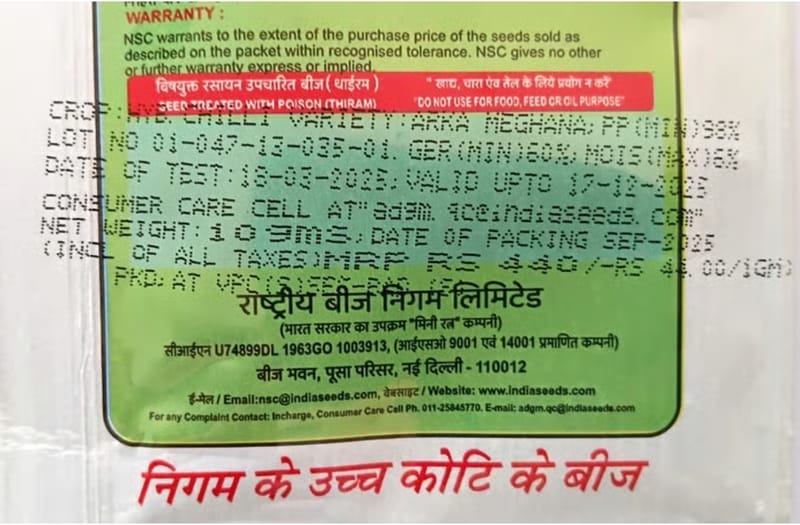 WARRANTY :
NSC warrants to the extent of the purchase price of the seeds sold as
described on the packet within recognised tolerance. NSC gives no other
or further warranty express or implied.
विषयुक्त रसायन उपचारित बीज ( थाईरम )
" खाद्य, चारा एंव तेल के लिये प्रयोग न करें"
SEED TREATED WITH POISON (THIRAM)
"DO NOT USE FOR FOOD, FEED OR OIL PURPOSE"
CROP:HYB CHILLI VARIETY:ARKA MEGHANA, PP(MIN)98%
LOT NO 01-047-13-035-01, GER(MIN)60%, MOIS(MAX)6%
DATE OF TEST:18-03-2025, VALID UPTO 17-12-2025
CONSUMER CARE CELL AT"adgm.qc@indiaseeds.com"
NET WEIGHT:10gms, DATE OF PACKING SEP-2025
(INCL OF ALL TAXES)MRP RS 440/-RS 44.00/1GM)
PKD. AT
राष्ट्रीय बीज निगम लिमिटेड
(भारत सरकार का उपक्रम "मिनी रत्न" कम्पनी)
सीआईएन U74899DL 1963GO 1003913, (आईएसओ 9001 एवं 14001 प्रमाणित कम्पनी)
बीज भवन, पूसा परिसर, नई दिल्ली - 110012
ई-मेल / Email:nsc@indiaseeds.com, वेबसाइट / Website: www.indiaseeds.com
For any Complaint Contact: Incharge, Consumer Care Call Ph. 011-25845770. E-mail: adgm.qc@indiaseeds.com
निगम के उच्च कोटि के बीज